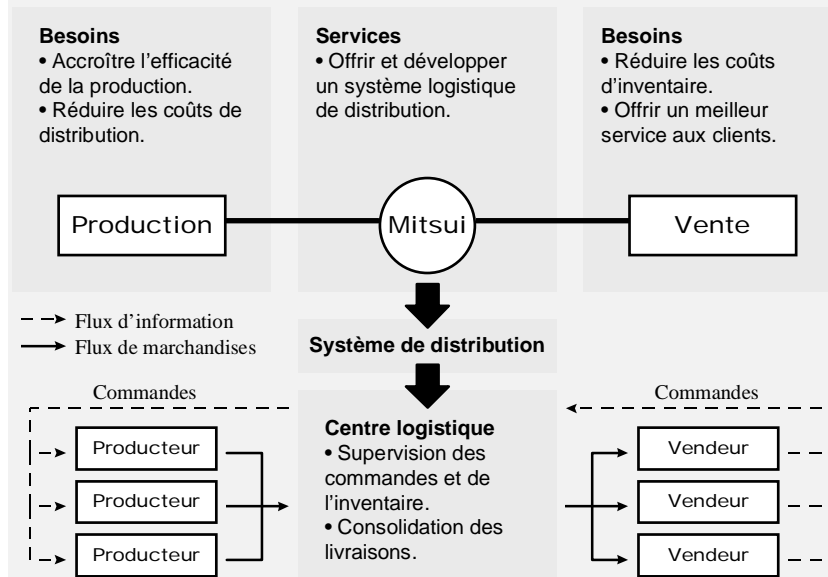 Besoins
• Accroître l'efficacité
de la production.
• Réduire les coûts de
distribution.
Services
• Offrir et développer
un système logistique
de distribution.
Besoins
• Réduire les coûts
d'inventaire.
• Offrir un meilleur
service aux clients.
Production
Mitsui
Vente
Flux d'information
Flux de marchandises
Système de distribution
Commandes
Producteur
Producteur
Producteur
Centre logistique
• Supervision des
commandes et de
l'inventaire.
• Consolidation des
livraisons.
Commandes
Vendeur
Vendeur
Vendeur